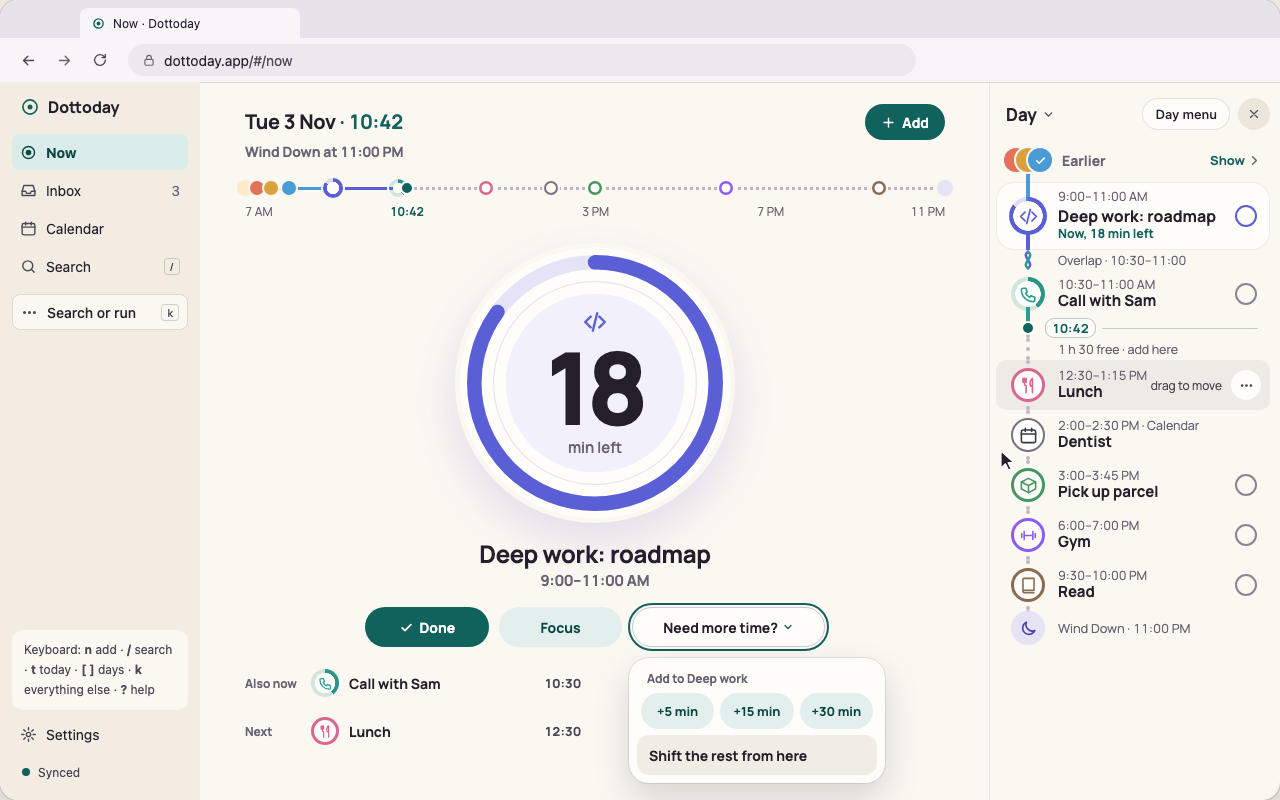 Now · Dottoday
dottoday.app/#/now
Dottoday
Now
Inbox 3
Calendar
Search /
Search or run k
Keyboard: n add · / search
· t today · [ ] days · k
everything else · ? help
Settings
Synced
Tue 3 Nov · 10:42
Wind Down at 11:00 PM
+ Add
7 AM 10:42 3 PM 7 PM 11 PM
18
min left
Deep work: roadmap
9:00–11:00 AM
Done
Focus
Need more time?
Also now Call with Sam 10:30
Next Lunch 12:30
Add to Deep work
+5 min +15 min +30 min
Shift the rest from here
Day
Day menu
Earlier Show
9:00–11:00 AM
Deep work: roadmap
Now, 18 min left
Overlap · 10:30–11:00
10:30–11:00 AM
Call with Sam
10:42
1 h 30 free · add here
12:30–1:15 PM
Lunch
drag to move
2:00–2:30 PM · Calendar
Dentist
3:00–3:45 PM
Pick up parcel
6:00–7:00 PM
Gym
9:30–10:00 PM
Read
Wind Down · 11:00 PM